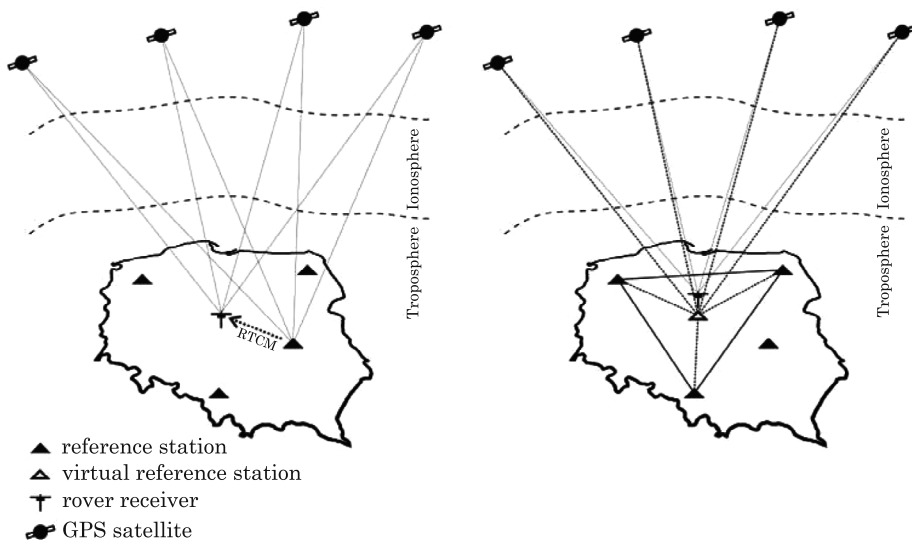 Ionosphere
Troposphere
RTCM
Ionosphere
Troposphere
reference station
virtual reference station
rover receiver
GPS satellite